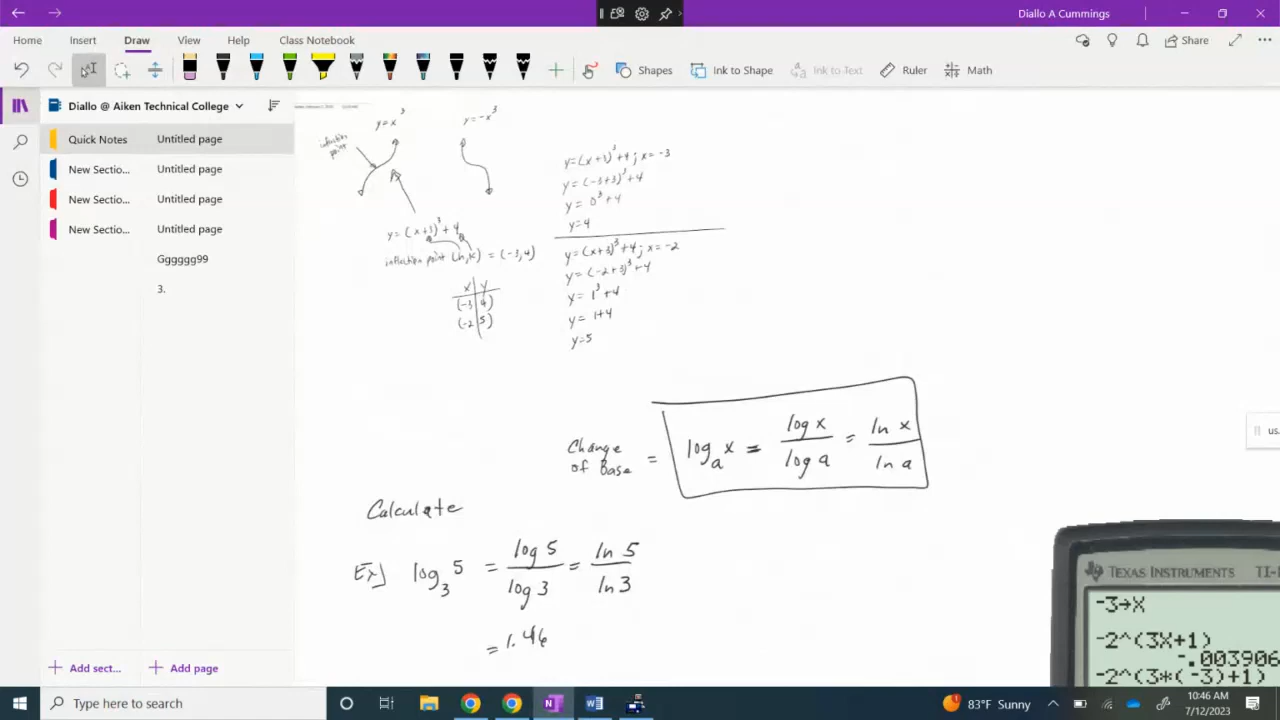 Diallo A Cummings
Home Insert Draw View Help Class Notebook
Share
Shapes Ink to Shape Ink to Text Ruler Math
Diallo @ Aiken Technical College
Quick Notes
New Sectio...
New Sectio...
New Sectio...
Untitled page
Untitled page
Untitled page
Untitled page
Gggggg99
3.
Add sect...
Add page
y=x³
y=-x³
inflection
point
y=(x+3)³+4
inflection point (h,k) = (-3,4)
x y
(-3 4)
(-2 5)
y=(x+3)³+4; x=-3
y=(-3+3)³+4
y= 0³+4
y=4
y=(x+3)³+4; x=-2
y=(-2+3)³+4
y= 1³+4
y= 1+4
y=5
Change
of Base = logₐx = log x / log a = ln x / ln a
Calculate
Ex] log₃5 = log 5 / log 3 = ln 5 / ln 3
=1.46
us.
TEXAS INSTRUMENTS TI-
-3→X
-2^(3X+1)
-.003906
-2^(3*(-3)+1)
Type here to search
83°F Sunny
10:46 AM
7/12/2023